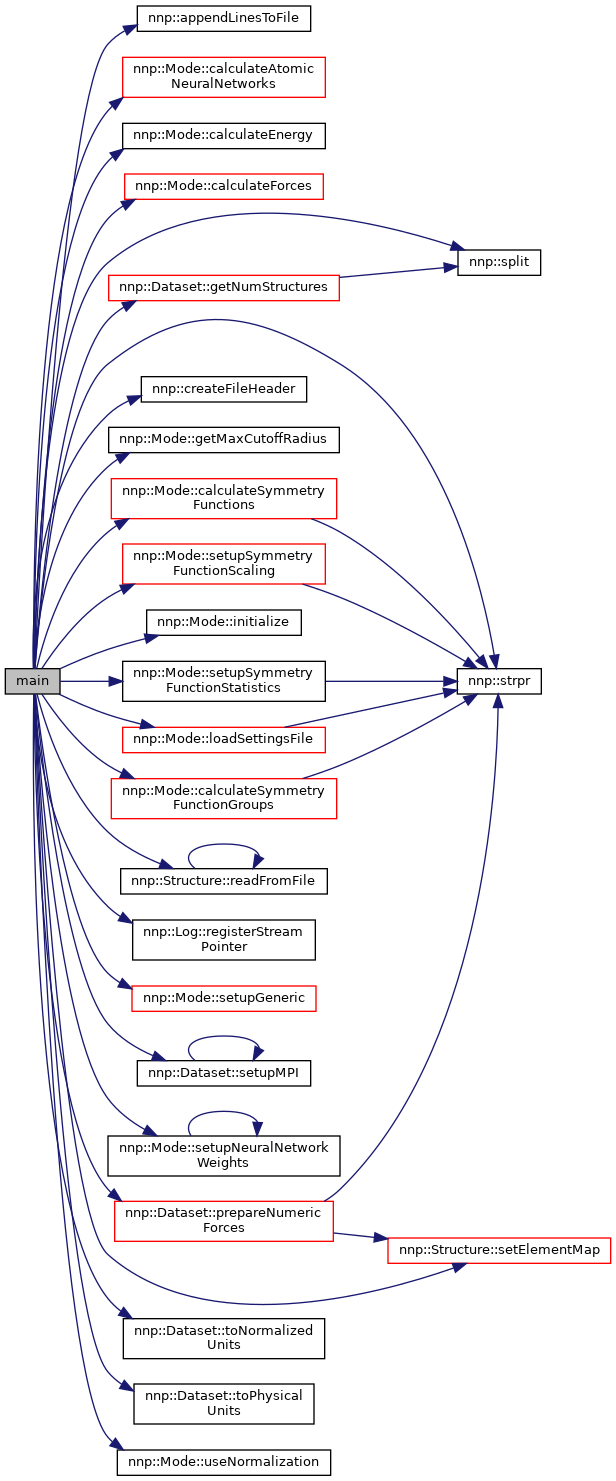 nnp::appendLinesToFile
nnp::Mode::calculateAtomic
NeuralNetworks
nnp::Mode::calculateEnergy
nnp::Mode::calculateForces
nnp::split
nnp::Dataset::getNumStructures
nnp::createFileHeader
nnp::Mode::getMaxCutoffRadius
nnp::Mode::calculateSymmetry
Functions
nnp::Mode::setupSymmetry
FunctionScaling
nnp::Mode::initialize
main
nnp::Mode::setupSymmetry
FunctionStatistics
nnp::strpr
nnp::Mode::loadSettingsFile
nnp::Mode::calculateSymmetry
FunctionGroups
nnp::Structure::readFromFile
nnp::Log::registerStream
Pointer
nnp::Mode::setupGeneric
nnp::Dataset::setupMPI
nnp::Mode::setupNeuralNetwork
Weights
nnp::Dataset::prepareNumeric
Forces
nnp::Structure::setElementMap
nnp::Dataset::toNormalized
Units
nnp::Dataset::toPhysical
Units
nnp::Mode::useNormalization